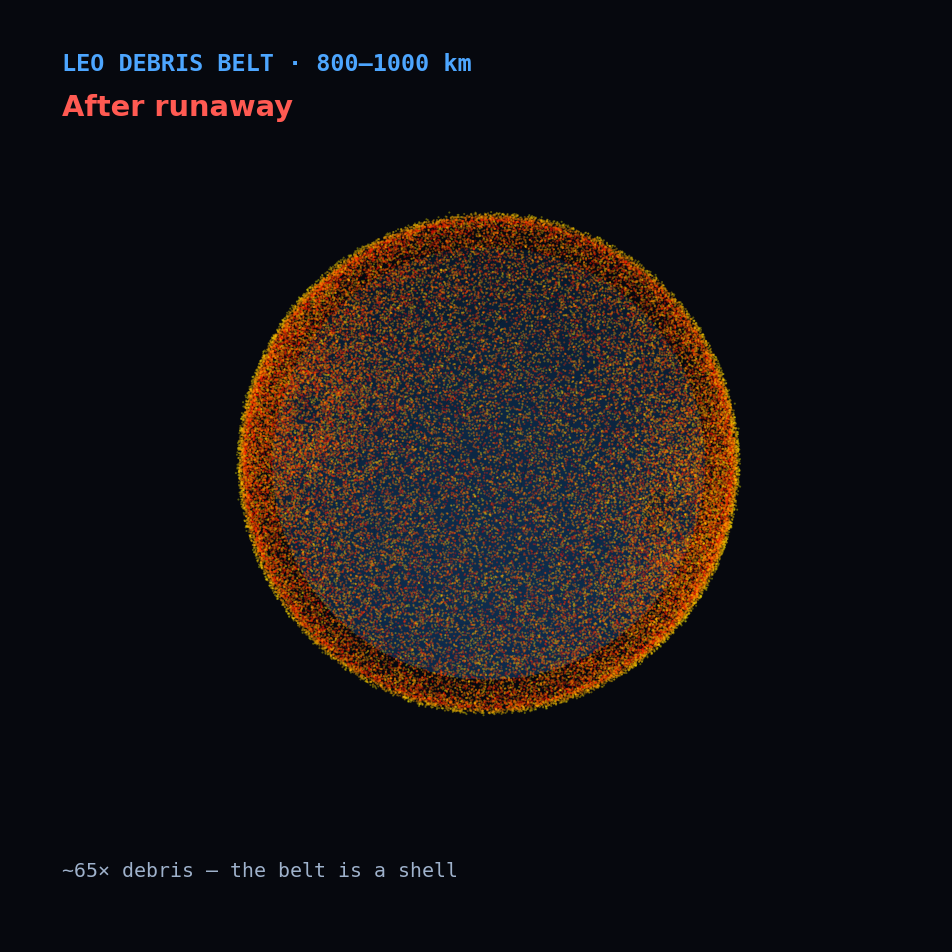 LEO DEBRIS BELT · 800–1000 km
After runaway
~65× debris — the belt is a shell